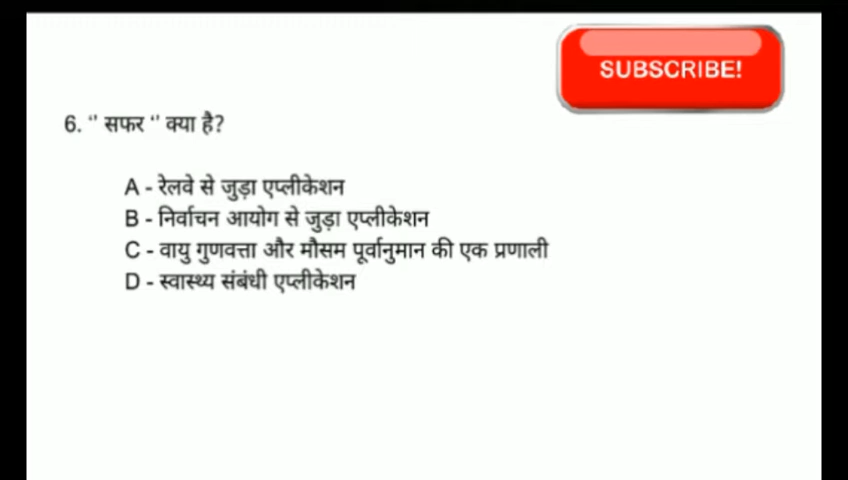 SUBSCRIBE!
6. " सफर " क्या है?
A - रेलवे से जुड़ा एप्लीकेशन
B - निर्वाचन आयोग से जुड़ा एप्लीकेशन
C - वायु गुणवत्ता और मौसम पूर्वानुमान की एक प्रणाली
D - स्वास्थ्य संबंधी एप्लीकेशन